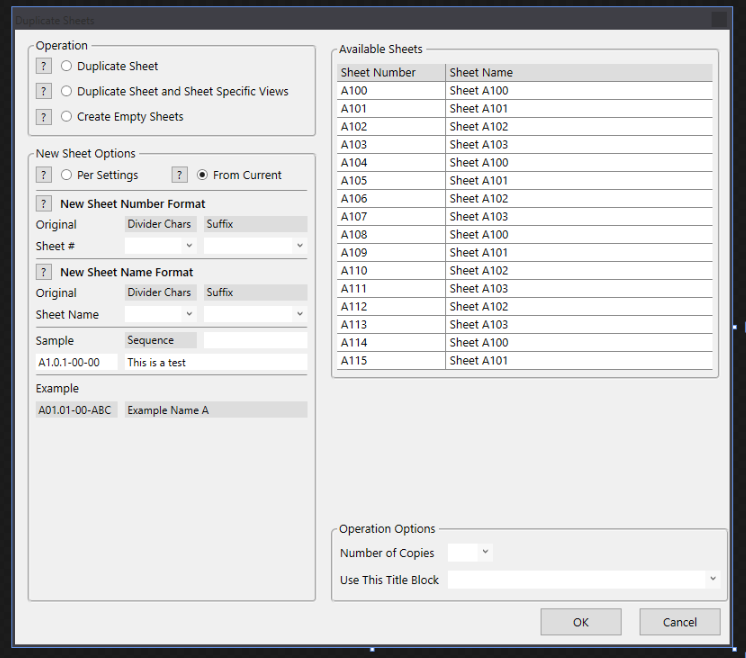 Duplicate Sheets
Operation
? Duplicate Sheet
? Duplicate Sheet and Sheet Specific Views
? Create Empty Sheets
New Sheet Options
? Per Settings ? From Current
? New Sheet Number Format
Original Divider Chars Suffix
Sheet #
? New Sheet Name Format
Original Divider Chars Suffix
Sheet Name
Sample Sequence
A1.0.1-00-00 This is a test
Example
A01.01-00-ABC Example Name A
Available Sheets
Sheet Number Sheet Name
A100 Sheet A100
A101 Sheet A101
A102 Sheet A102
A103 Sheet A103
A104 Sheet A100
A105 Sheet A101
A106 Sheet A102
A107 Sheet A103
A108 Sheet A100
A109 Sheet A101
A110 Sheet A102
A111 Sheet A103
A112 Sheet A102
A113 Sheet A103
A114 Sheet A100
A115 Sheet A101
Operation Options
Number of Copies
Use This Title Block
OK Cancel